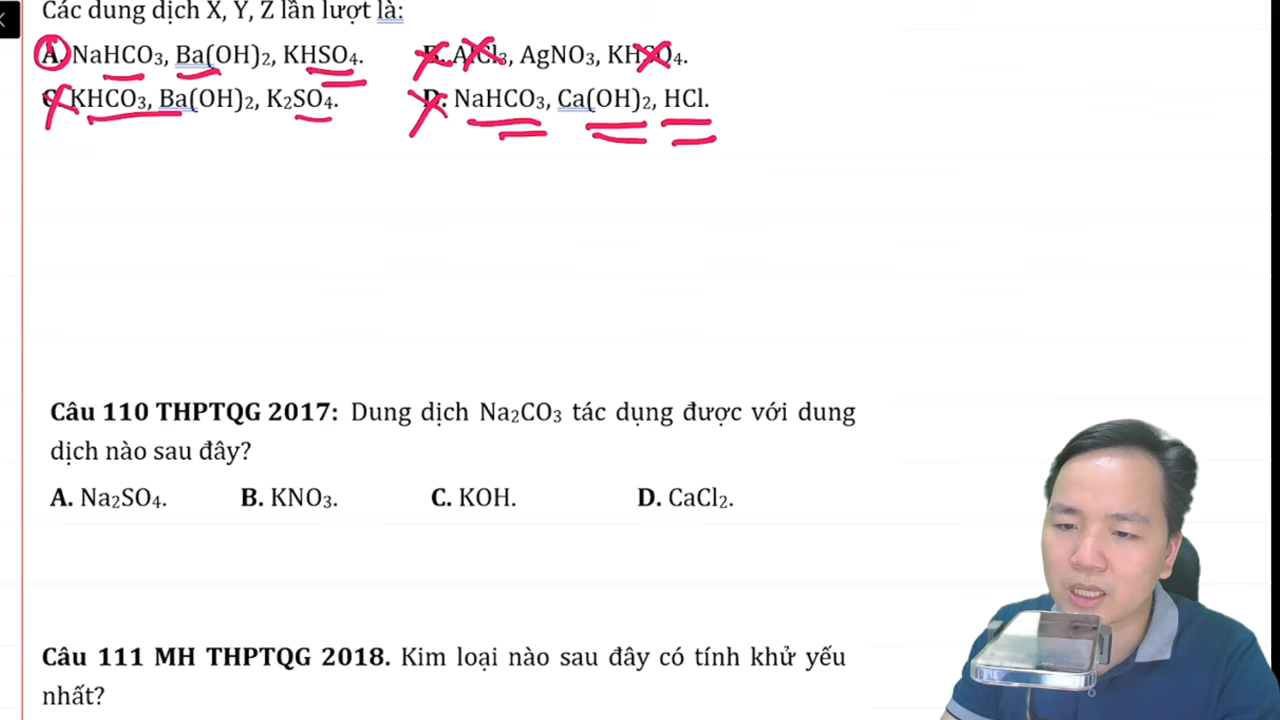 Các dung dịch X, Y, Z lần lượt là:
A. NaHCO₃, Ba(OH)₂, KHSO₄. B. AlCl₃, AgNO₃, KHSO₄.
C. KHCO₃, Ba(OH)₂, K₂SO₄. D. NaHCO₃, Ca(OH)₂, HCl.
Câu 110 THPTQG 2017: Dung dịch Na₂CO₃ tác dụng được với dung
dịch nào sau đây?
A. Na₂SO₄. B. KNO₃. C. KOH. D. CaCl₂.
Câu 111 MH THPTQG 2018. Kim loại nào sau đây có tính khử yếu
nhất?